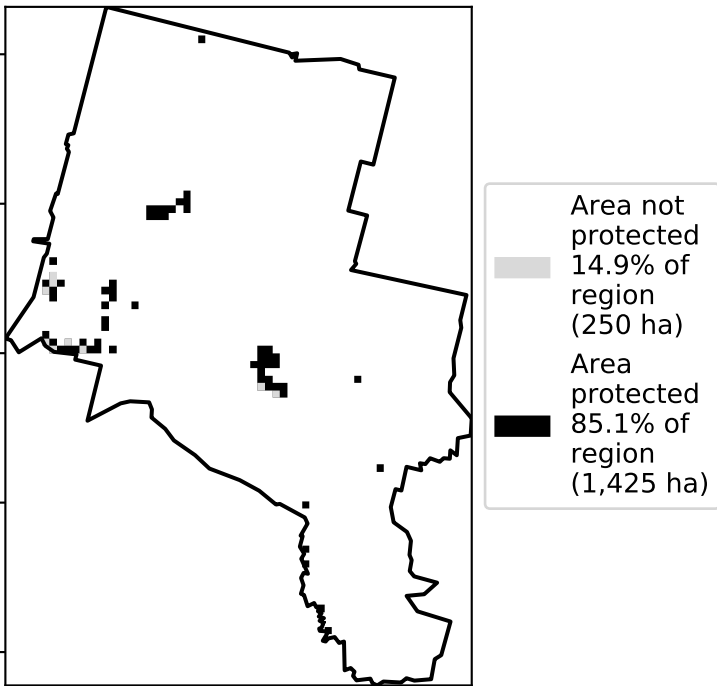 Area not
protected
14.9% of
region
(250 ha)
Area
protected
85.1% of
region
(1,425 ha)